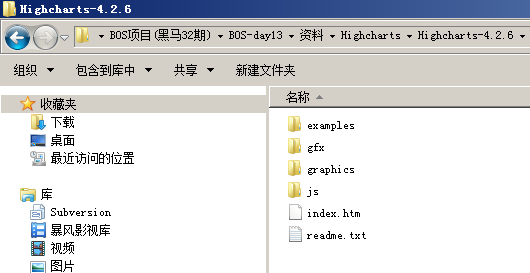 Highcharts-4.2.6
BOS项目(黑马32期) BOS-day13 资料 Highcharts Highcharts-4.2.6
组织 包含到库中 共享 新建文件夹
收藏夹
下载
桌面
最近访问的位置
库
Subversion
暴风影视库
视频
图片
名称
examples
gfx
graphics
js
index.htm
readme.txt